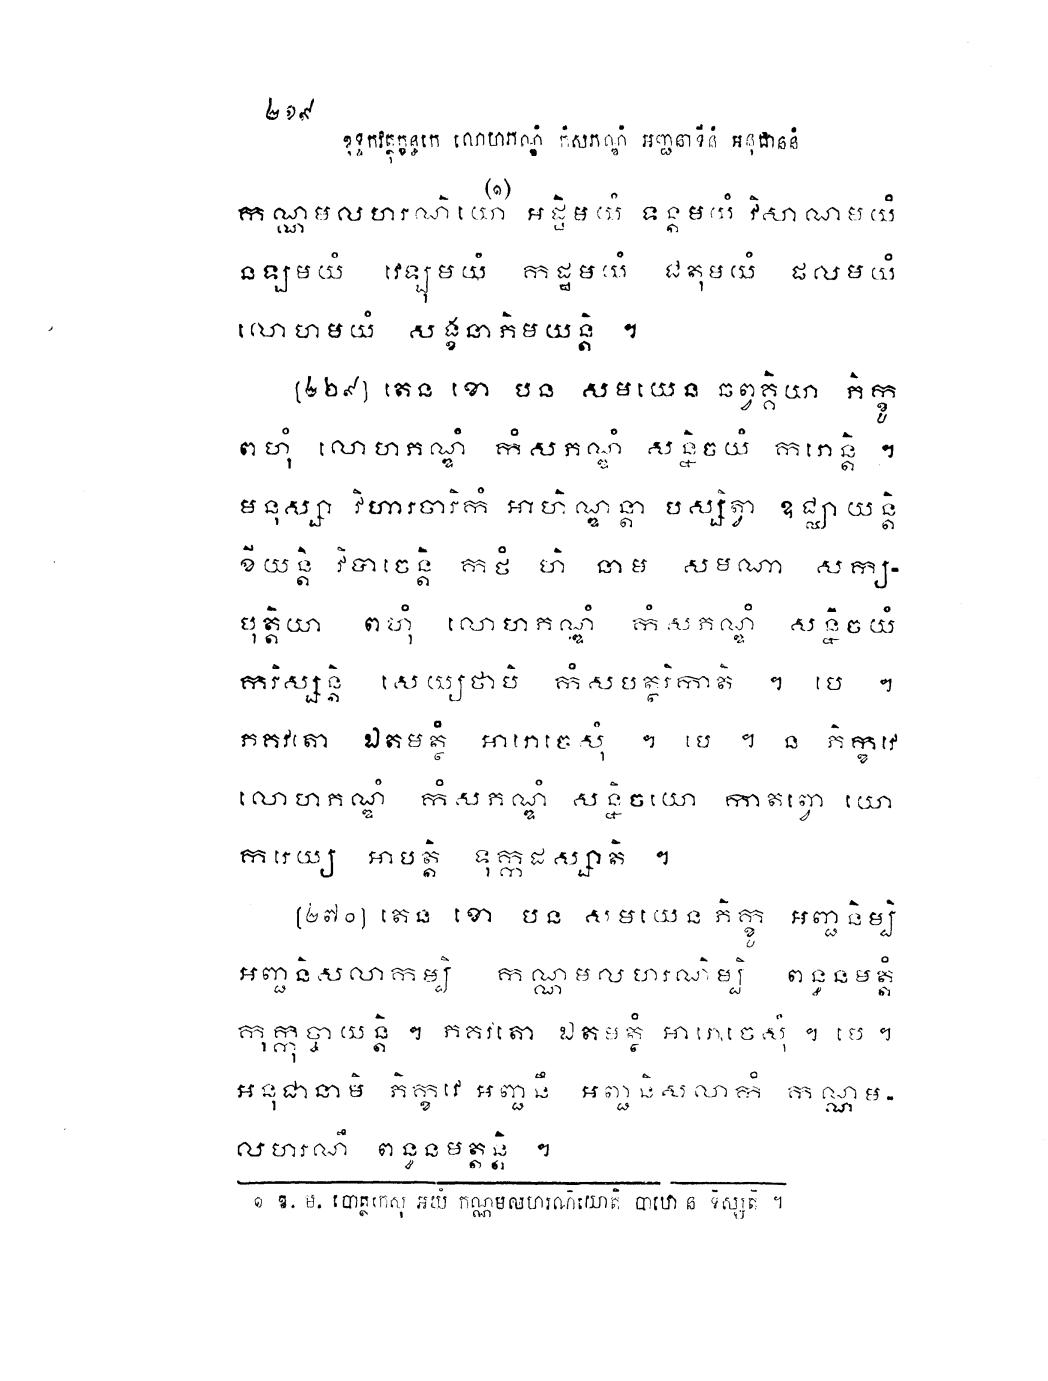 ២១៩
ខុទ្ទកវត្ថុក្ខន្ធកេ លោហភណ្ឌំ កំសភណ្ឌំ អញ្ជនាទីនំ អនុជាននំ
កណ្ណមលហរណិយោ (១) អដ្ឋិមយំ ទន្តមយំ វិសាណមយំ
នឡមយំ វេឡុមយំ កដ្ឋមយំ ជតុមយំ ផលមយំ
លោហមយំ សង្ខនាភិមយន្តិ ។
(៤២៩) តេន ខោ បន សមយេន ឆព្វគ្គិយា ភិក្ខូ
ពហុំ លោហភណ្ឌំ កំសភណ្ឌំ សន្និចយំ ករោន្តិ ។
មនុស្សា វិហារចារិកំ អាហិណ្ឌន្តា បស្សិត្វា ឧជ្ឈាយន្តិ
ខីយន្តិ វិបាចេន្តិ កថំ ហិ នាម សមណា សក្យ-
បុត្តិយា ពហុំ លោហភណ្ឌំ កំសភណ្ឌំ សន្និចយំ
ករិស្សន្តិ សេយ្យថាបិ កំសបត្ថរិកាតិ ។ បេ ។
ភគវតោ ឯតមត្ថំ អារោចេសុំ ។ បេ ។ ន ភិក្ខវេ
លោហភណ្ឌំ កំសភណ្ឌំ សន្និចយោ កាតព្វោ យោ
ករេយ្យ អាបត្តិ ទុក្កដស្សាតិ ។
(២៧០) តេន ខោ បន សមយេន ភិក្ខូ អញ្ជនិម្បិ
អញ្ជនិសលាកម្បិ កណ្ណមលហរណិម្បិ ពន្ធនមត្តំ
កុក្កុច្ចាយន្តិ ។ ភគវតោ ឯតមត្ថំ អារោចេសុំ ។ បេ ។
អនុជានាមិ ភិក្ខវេ អញ្ជនឹ អញ្ជនិសលាកំ កណ្ណម-
លហរណឹ ពន្ធនមត្តន្តិ ។
១ ឱ. ម. បោត្ថកេសុ អយំ កណ្ណមលហរណិយោតិ បាឋោ ន ទិស្សតិ ។